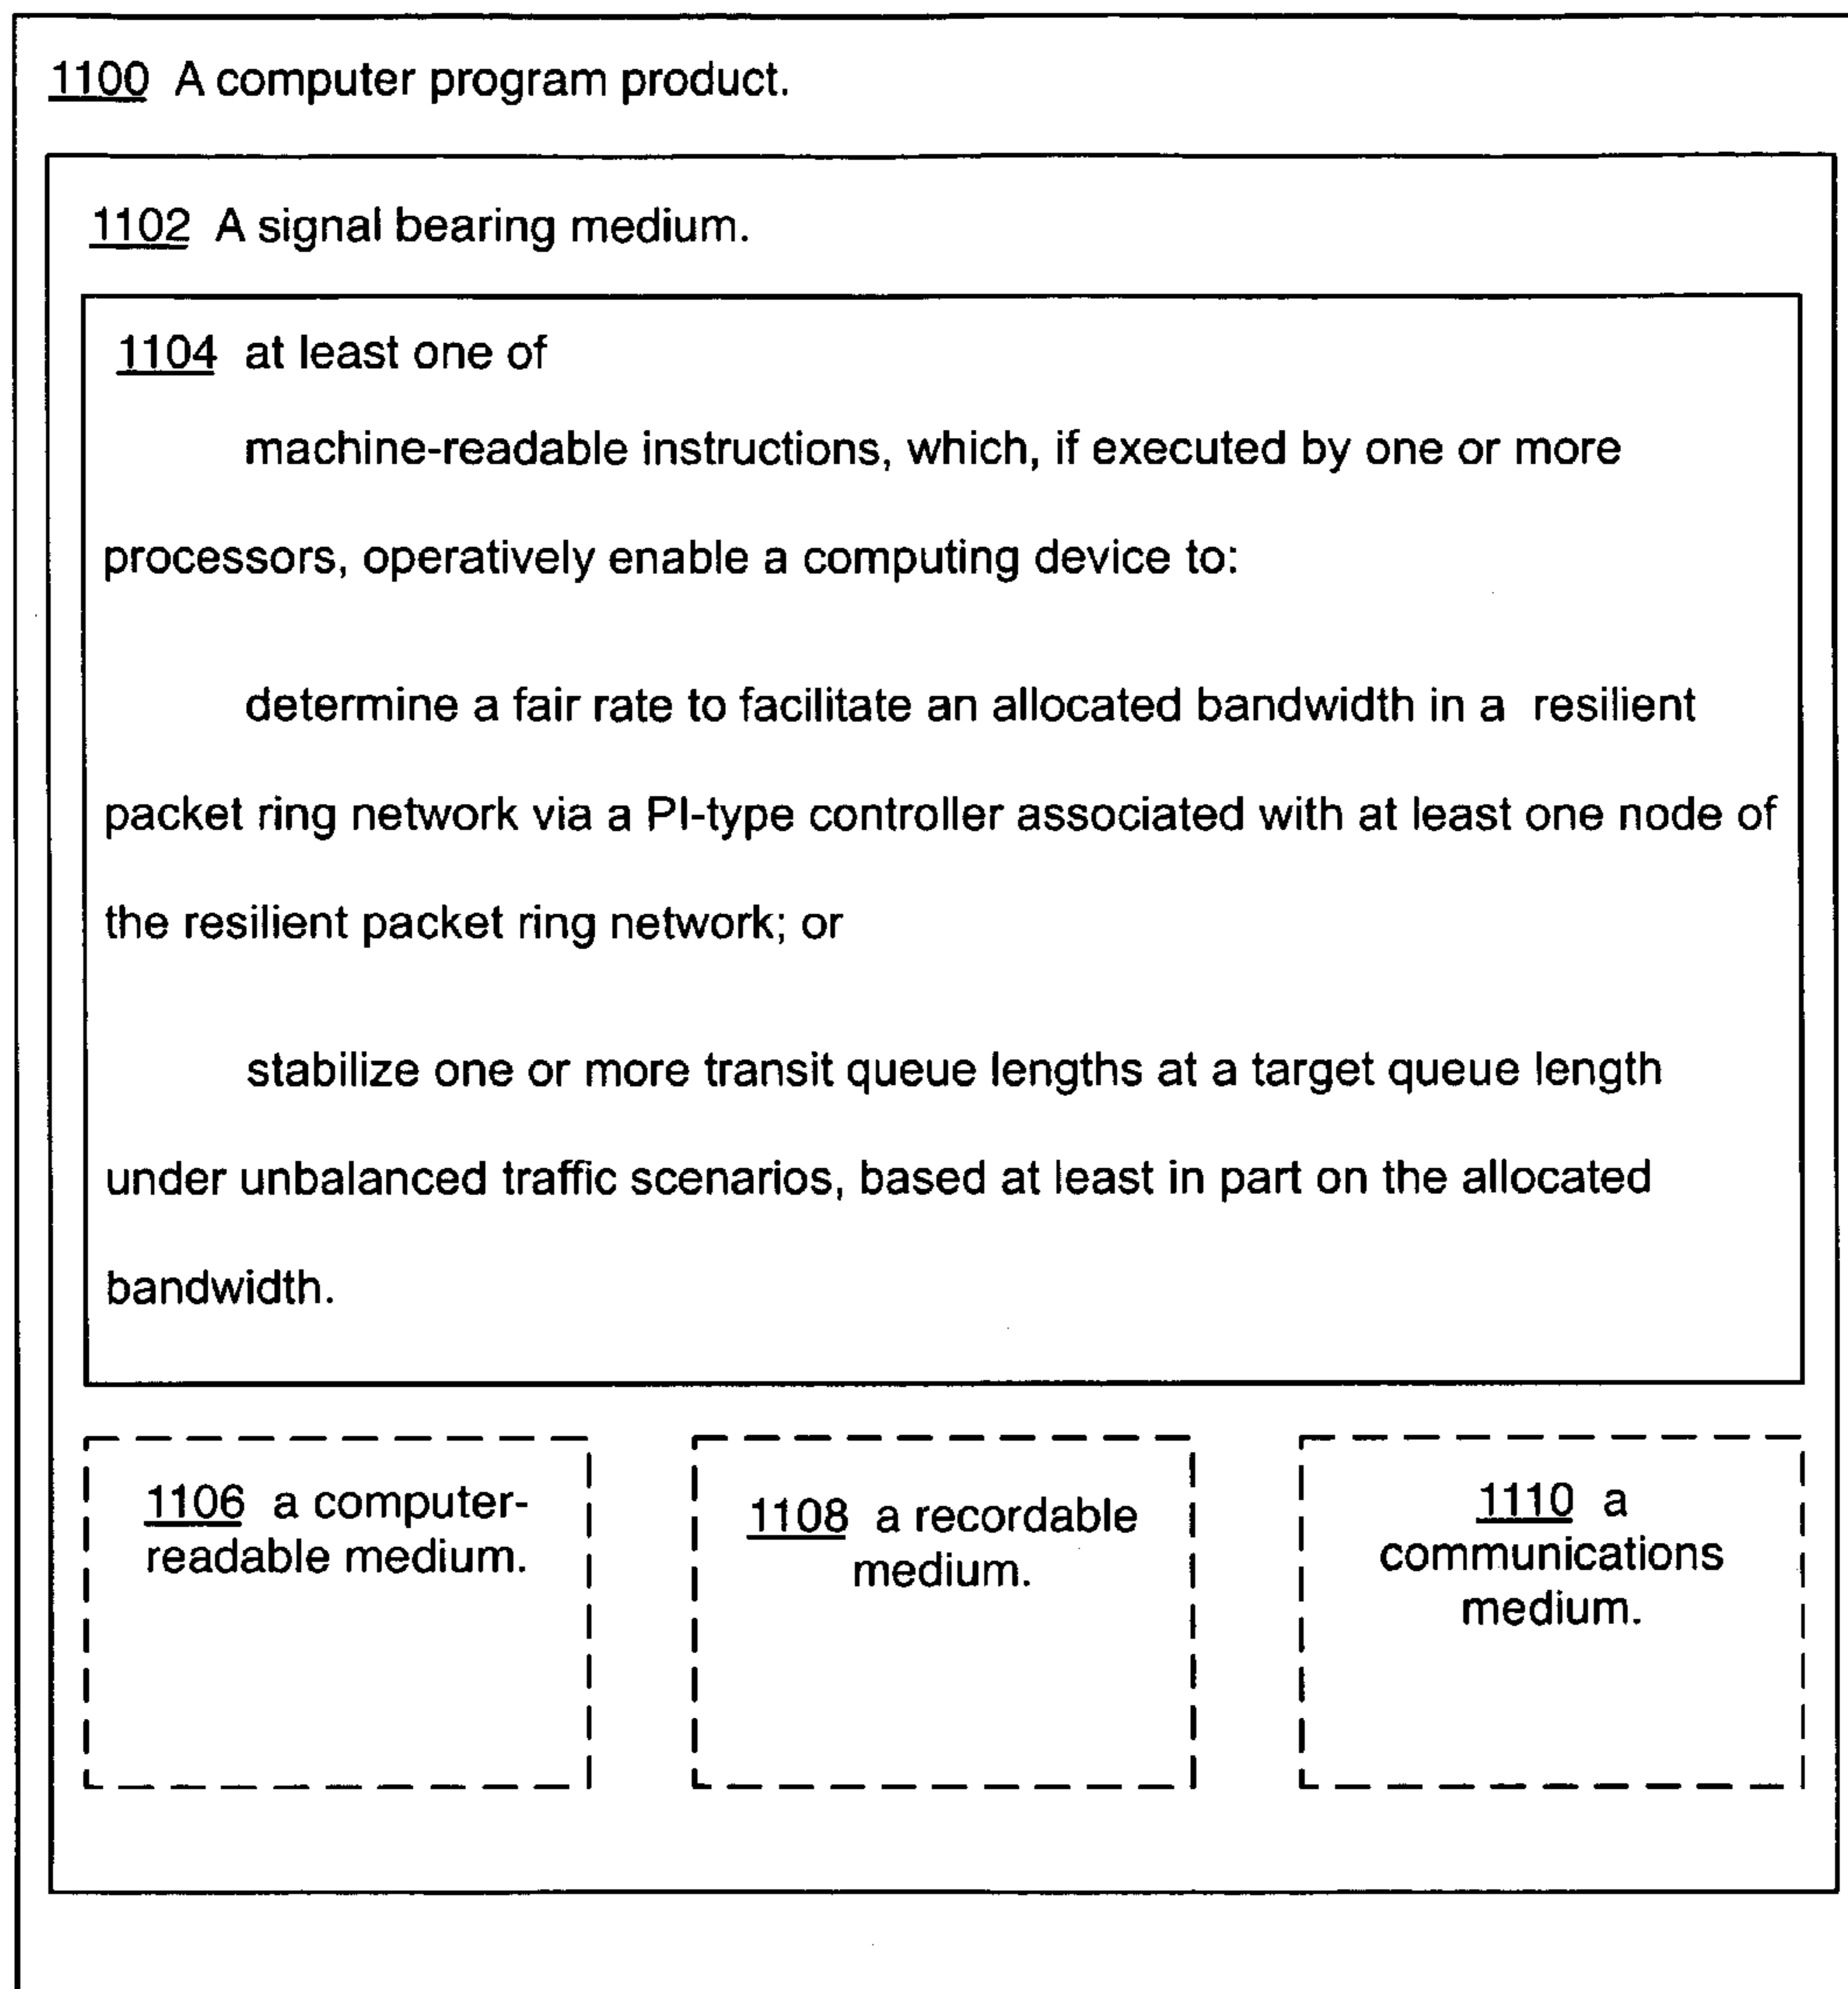 1100 A computer program product.
1102 A signal bearing medium.
1104 at least one of
machine-readable instructions, which, if executed by one or more
processors, operatively enable a computing device to:
determine a fair rate to facilitate an allocated bandwidth in a resilient
packet ring network via a PI-type controller associated with at least one node of
the resilient packet ring network; or
stabilize one or more transit queue lengths at a target queue length
under unbalanced traffic scenarios, based at least in part on the allocated
bandwidth.
1106 a computer-
readable medium.
1108 a recordable
medium.
1110 a
communications
medium.